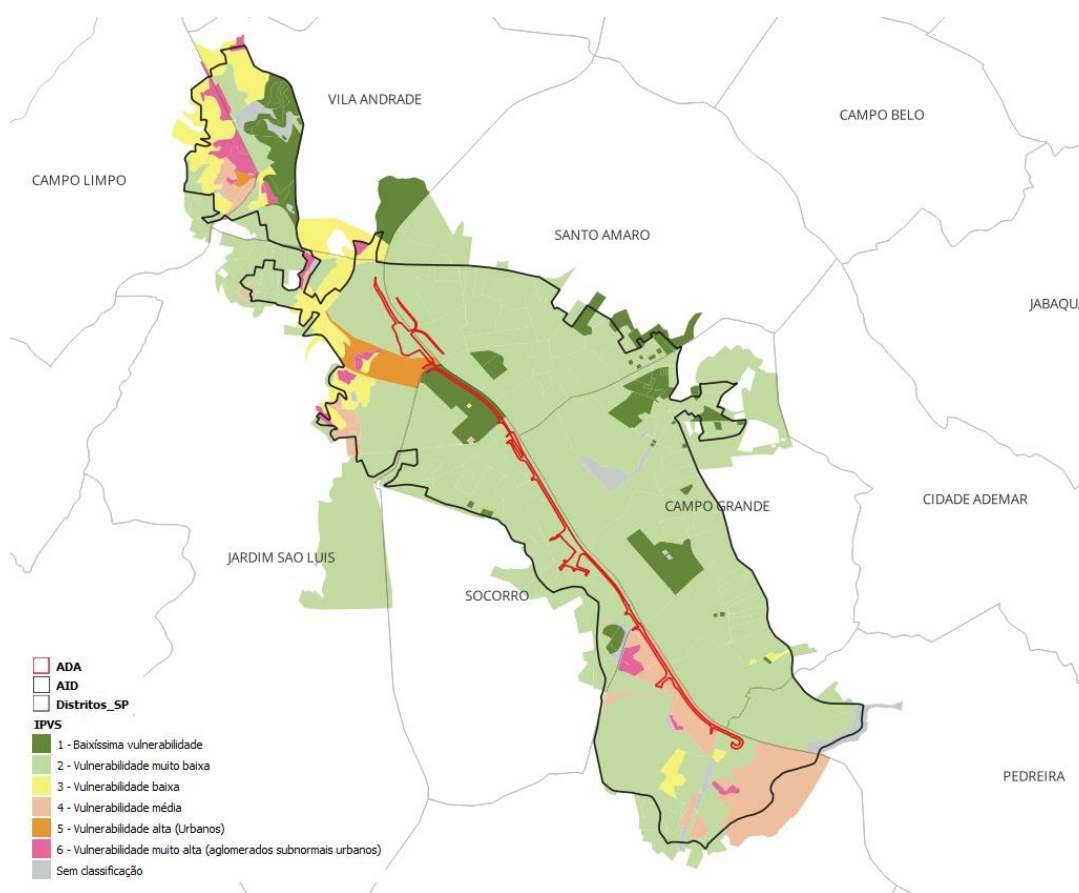 VILA ANDRADE
CAMPO BELO
CAMPO LIMPO
SANTO AMARO
JABAQU
CIDADE ADEMAR
CAMPO GRANDE
JARDIM SAO LUIS
SOCORRO
PEDREIRA
ADA
AID
Distritos_SP
IPVS
1 - Baixíssima vulnerabilidade
2 - Vulnerabilidade muito baixa
3 - Vulnerabilidade baixa
4 - Vulnerabilidade média
5 - Vulnerabilidade alta (Urbanos)
6 - Vulnerabilidade muito alta (aglomerados subnormais urbanos)
Sem classificação